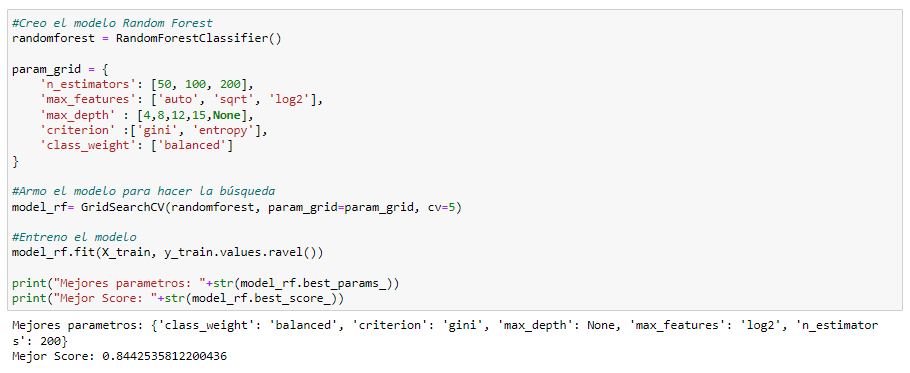 #Creo el modelo Random Forest
randomforest = RandomForestClassifier()
param_grid = {
    'n_estimators': [50, 100, 200],
    'max_features': ['auto', 'sqrt', 'log2'],
    'max_depth' : [4,8,12,15,None],
    'criterion' :['gini', 'entropy'],
    'class_weight': ['balanced']
}
#Armo el modelo para hacer la búsqueda
model_rf= GridSearchCV(randomforest, param_grid=param_grid, cv=5)
#Entreno el modelo
model_rf.fit(X_train, y_train.values.ravel())
print("Mejores parametros: "+str(model_rf.best_params_))
print("Mejor Score: "+str(model_rf.best_score_))
Mejores parametros: {'class_weight': 'balanced', 'criterion': 'gini', 'max_depth': None, 'max_features': 'log2', 'n_estimator
s': 200}
Mejor Score: 0.8442535812200436